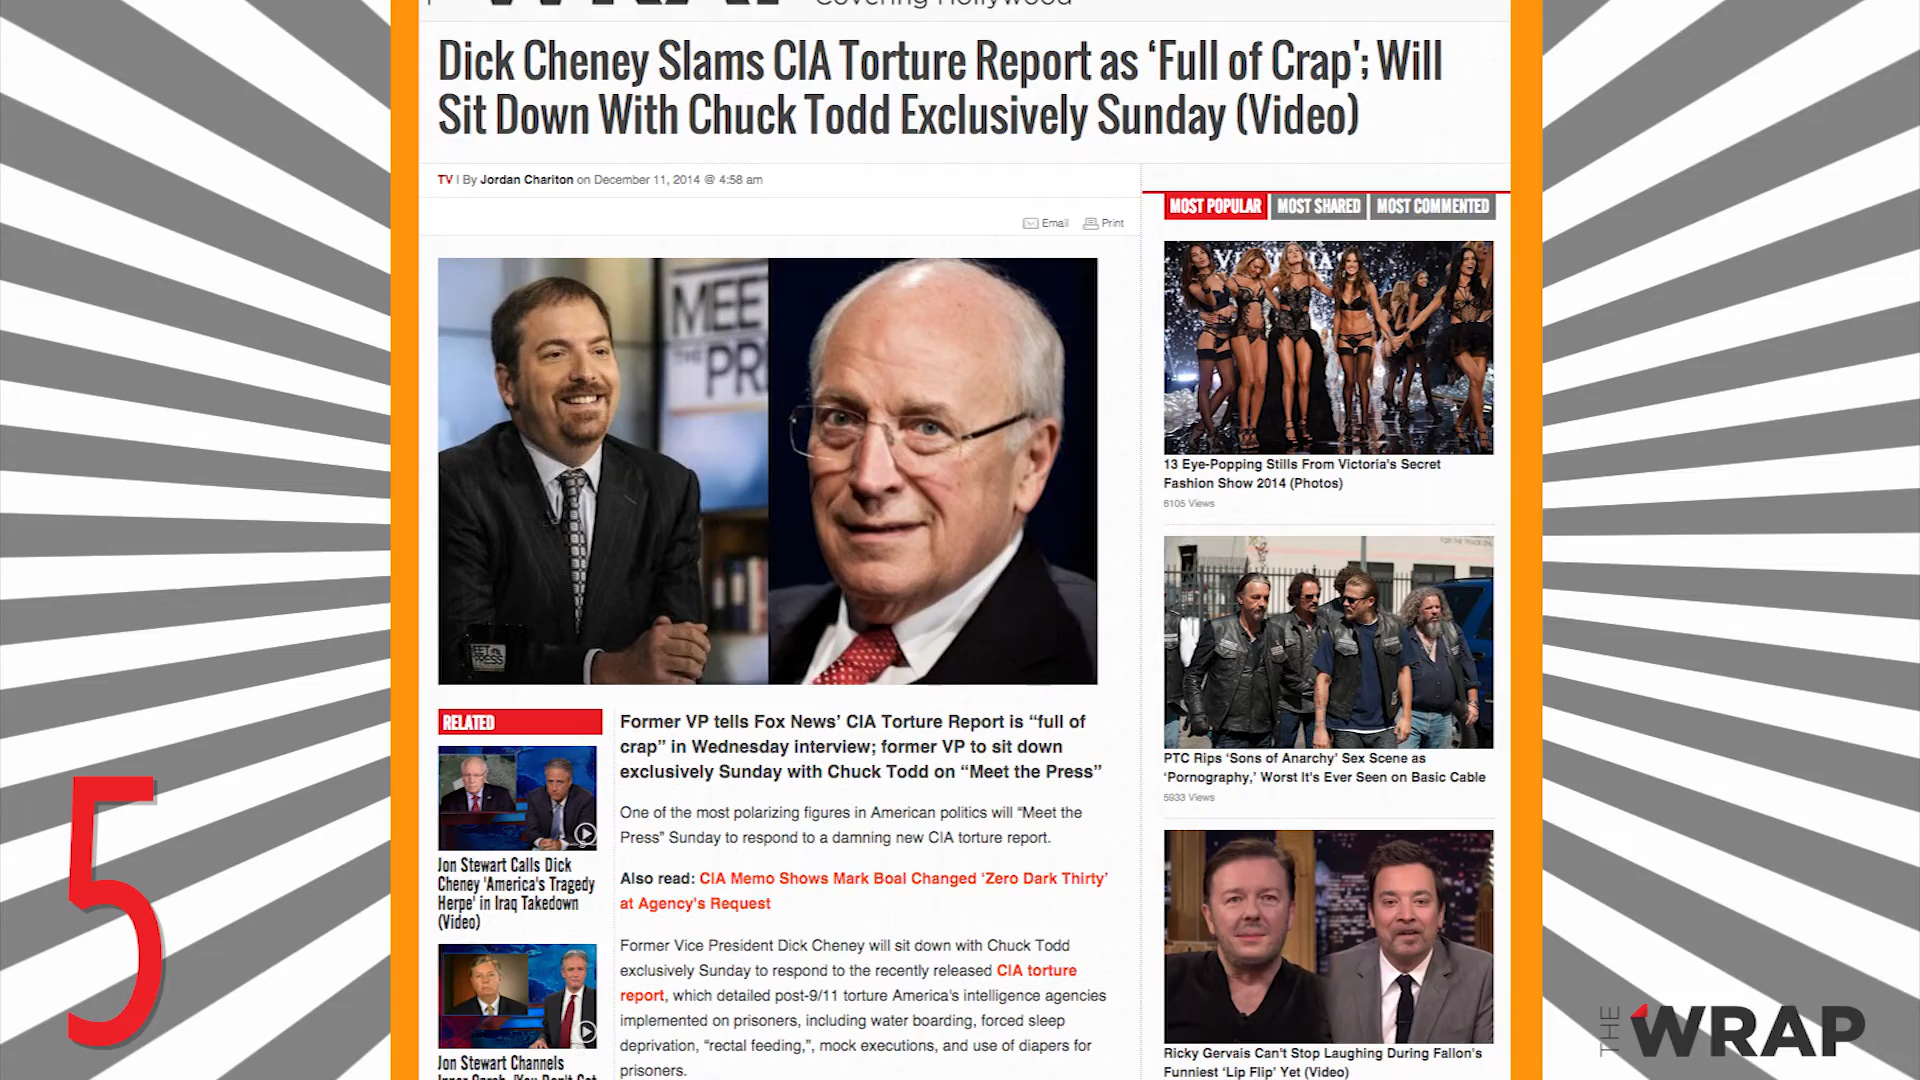 Covering Hollywood
Dick Cheney Slams CIA Torture Report as ‘Full of Crap’; Will
Sit Down With Chuck Todd Exclusively Sunday (Video)
TV | By Jordan Chariton on December 11, 2014 @ 4:58 am
Email Print
MOST POPULAR MOST SHARED MOST COMMENTED
MEE
THE
PR
MEET
PRESS
13 Eye-Popping Stills From Victoria's Secret
Fashion Show 2014 (Photos)
6105 Views
PTC Rips ‘Sons of Anarchy’ Sex Scene as
‘Pornography,’ Worst It's Ever Seen on Basic Cable
5933 Views
Ricky Gervais Can't Stop Laughing During Fallon's
Funniest ‘Lip Flip’ Yet (Video)
RELATED
Jon Stewart Calls Dick
Cheney 'America's Tragedy
Herpe' in Iraq Takedown
(Video)
Jon Stewart Channels
Former VP tells Fox News’ CIA Torture Report is “full of
crap” in Wednesday interview; former VP to sit down
exclusively Sunday with Chuck Todd on “Meet the Press”
One of the most polarizing figures in American politics will “Meet the
Press” Sunday to respond to a damning new CIA torture report.
Also read: CIA Memo Shows Mark Boal Changed ‘Zero Dark Thirty’
at Agency's Request
Former Vice President Dick Cheney will sit down with Chuck Todd
exclusively Sunday to respond to the recently released CIA torture
report, which detailed post-9/11 torture America's intelligence agencies
implemented on prisoners, including water boarding, forced sleep
deprivation, “rectal feeding,”, mock executions, and use of diapers for
prisoners.
5
THE WRAP